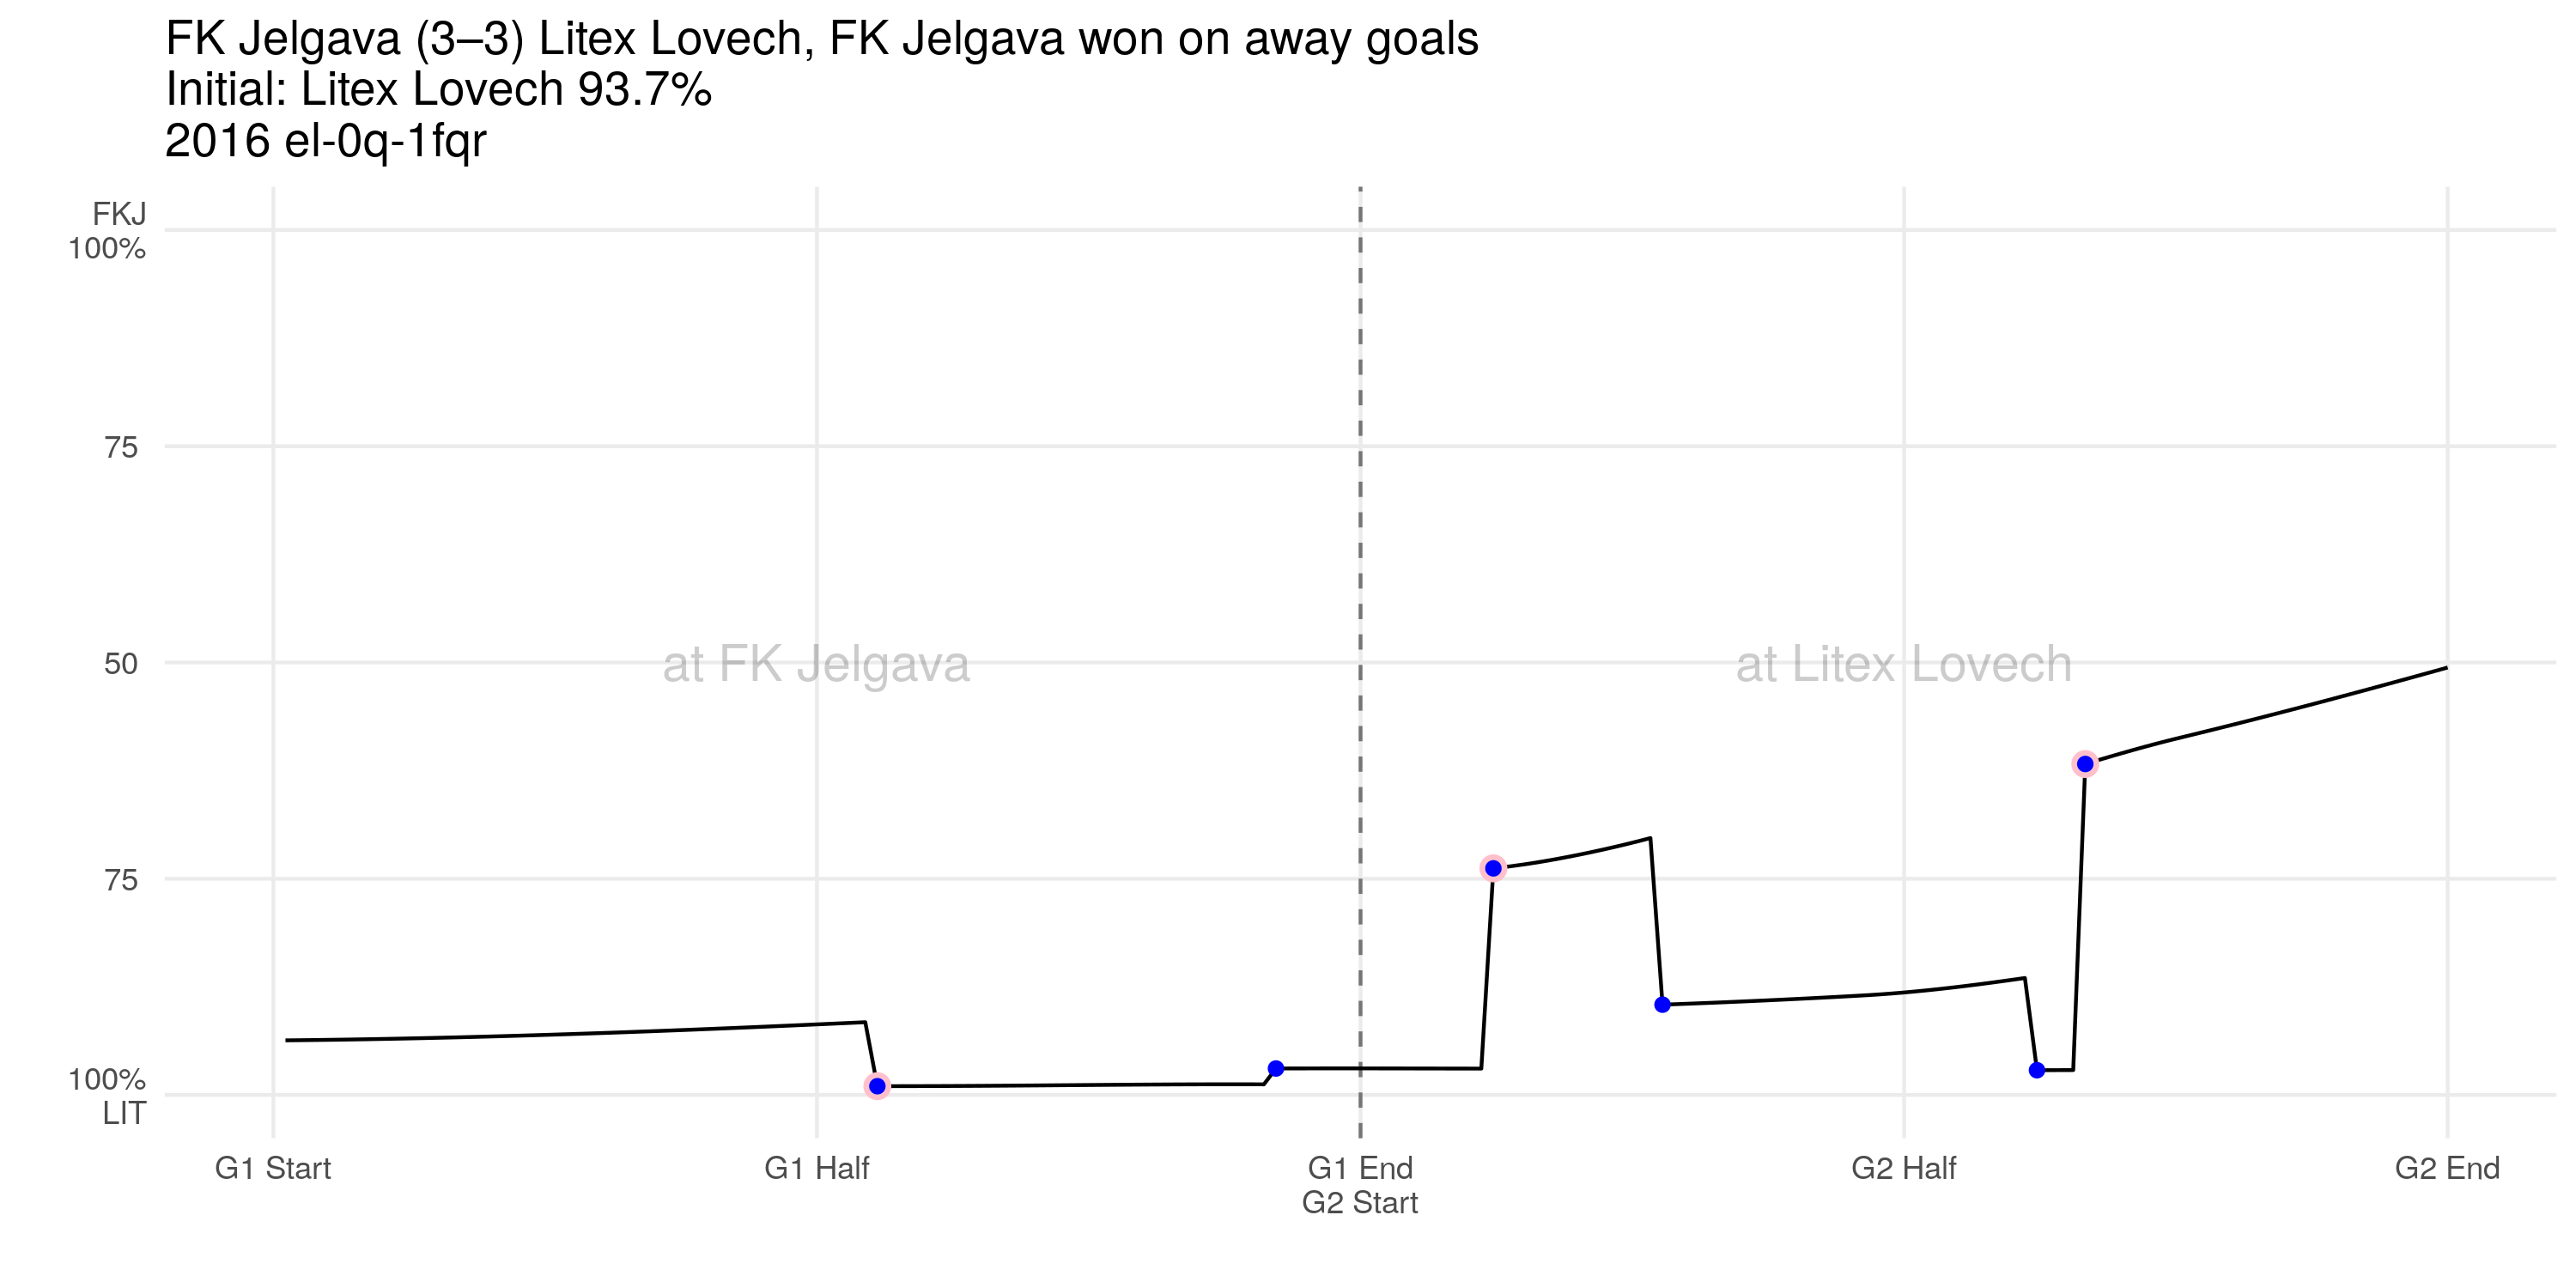 FK Jelgava (3–3) Litex Lovech, FK Jelgava won on away goals
Initial: Litex Lovech 93.7%
2016 el-0q-1fqr
FKJ
100%
75
50
75
100%
LIT
at FK Jelgava
at Litex Lovech
G1 Start
G1 Half
G1 End
G2 Start
G2 Half
G2 End